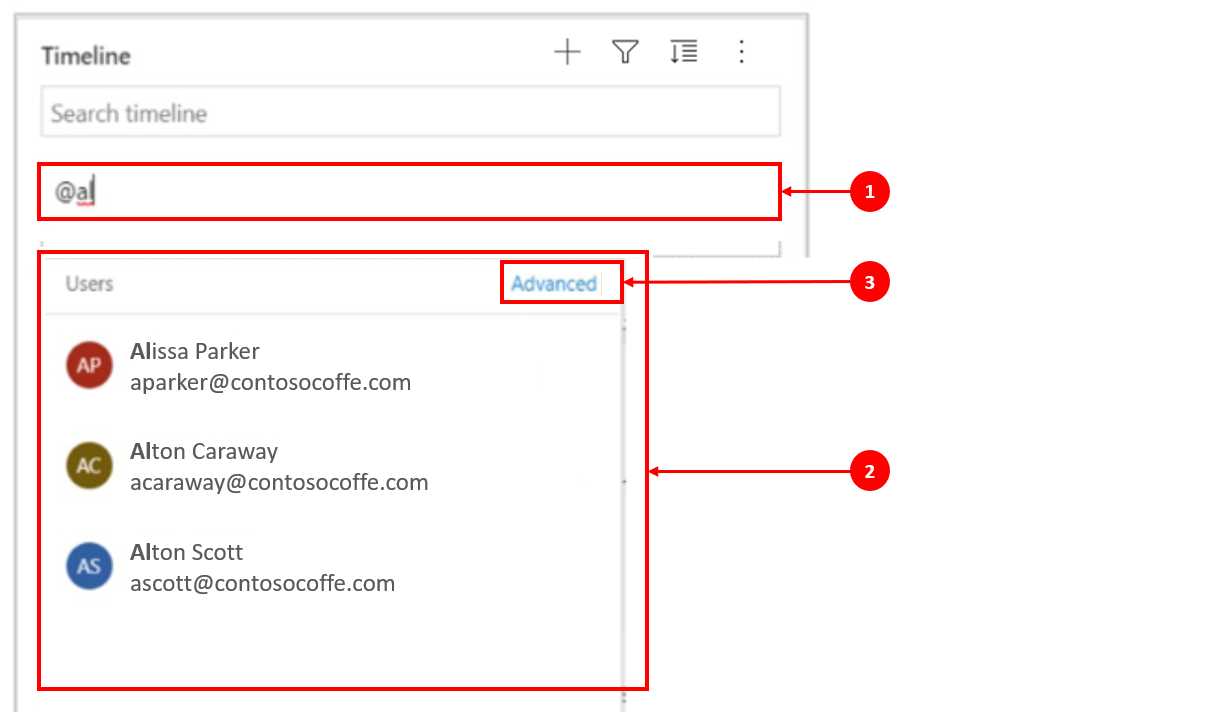 Timeline
Search timeline
@al
1
Users
Advanced
3
AP
Alissa Parker
aparker@contosocoffe.com
AC
Alton Caraway
acaraway@contosocoffe.com
2
AS
Alton Scott
ascott@contosocoffe.com